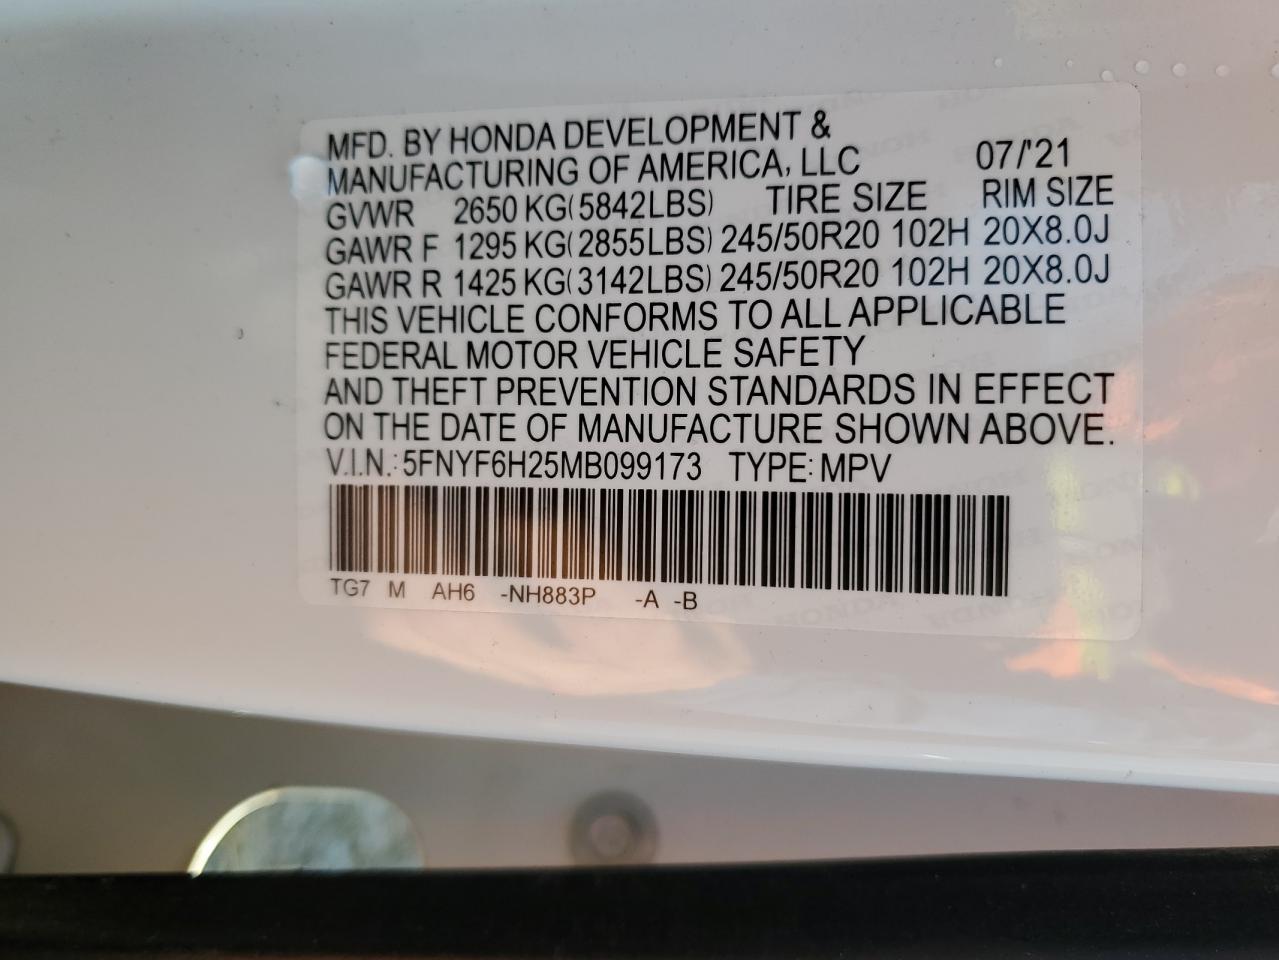 MFD. BY HONDA DEVELOPMENT &
MANUFACTURING OF AMERICA, LLC 07/'21
GVWR 2650 KG(5842LBS) TIRE SIZE RIM SIZE
GAWR F 1295 KG(2855LBS) 245/50R20 102H 20X8.0J
GAWR R 1425 KG(3142LBS) 245/50R20 102H 20X8.0J
THIS VEHICLE CONFORMS TO ALL APPLICABLE
FEDERAL MOTOR VEHICLE SAFETY
AND THEFT PREVENTION STANDARDS IN EFFECT
ON THE DATE OF MANUFACTURE SHOWN ABOVE.
V.I.N.: 5FNYF6H25MB099173 TYPE: MPV
TG7 M AH6 -NH883P -A -B